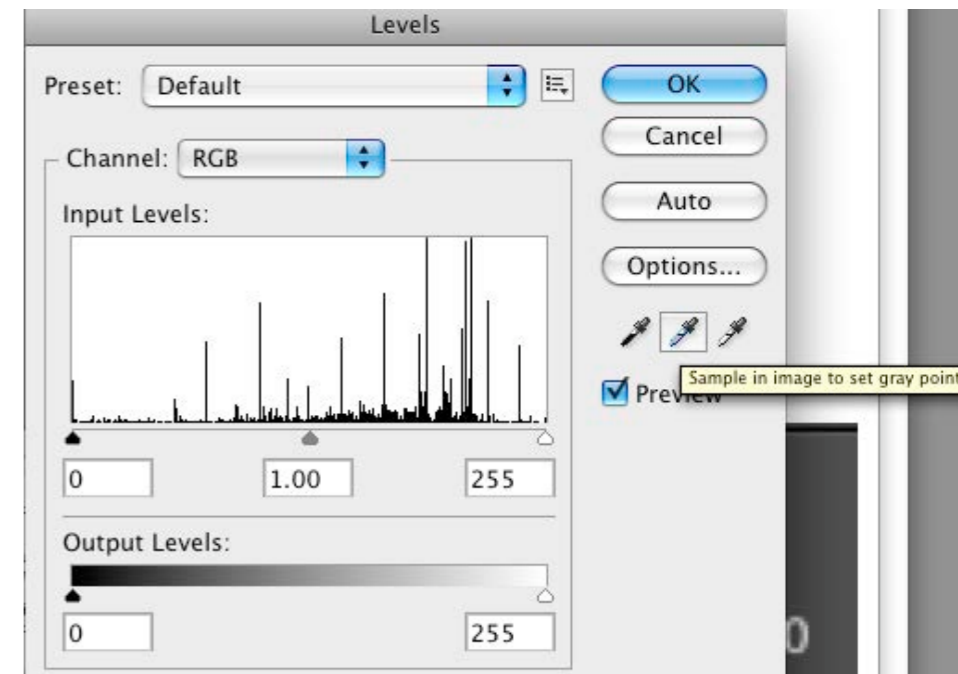 Levels
Preset: Default
OK
Cancel
Channel: RGB
Auto
Input Levels:
Options...
Sample in image to set gray point
Preview
0 1.00 255
Output Levels:
0 255
0